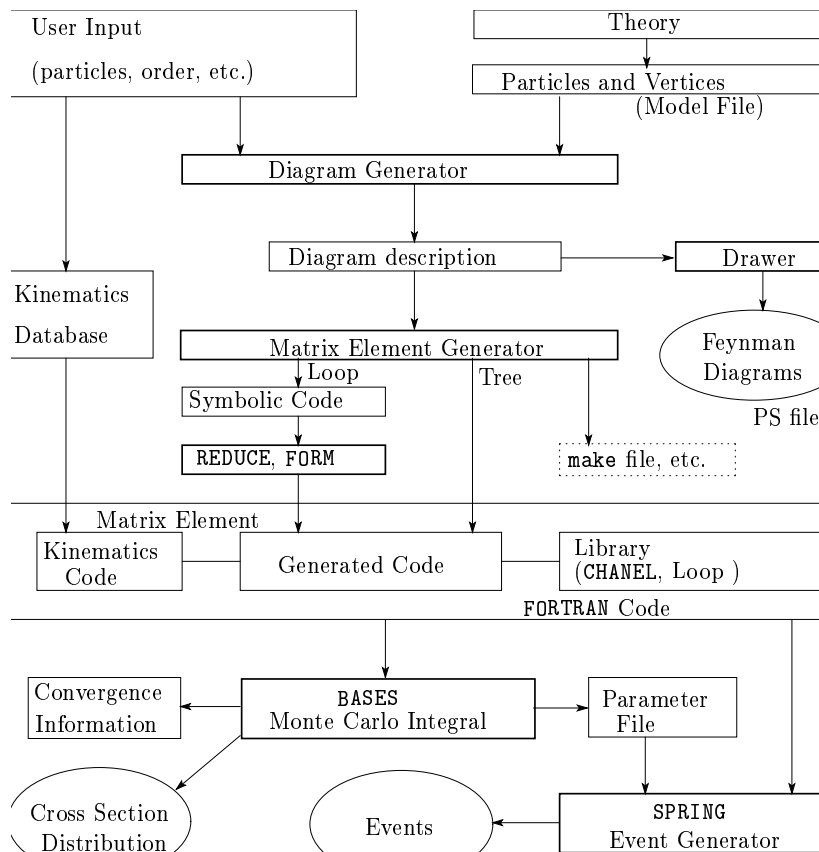 User Input
(particles, order, etc.)
Theory
Particles and Vertices
(Model File)
Diagram Generator
Diagram description
Drawer
Kinematics
Database
Matrix Element Generator
Feynman
Diagrams
PS file
Loop
Tree
Symbolic Code
REDUCE, FORM
make file, etc.
Matrix Element
Kinematics
Code
Generated Code
Library
(CHANEL, Loop )
FORTRAN Code
Convergence
Information
BASES
Monte Carlo Integral
Parameter
File
Cross Section
Distribution
Events
SPRING
Event Generator